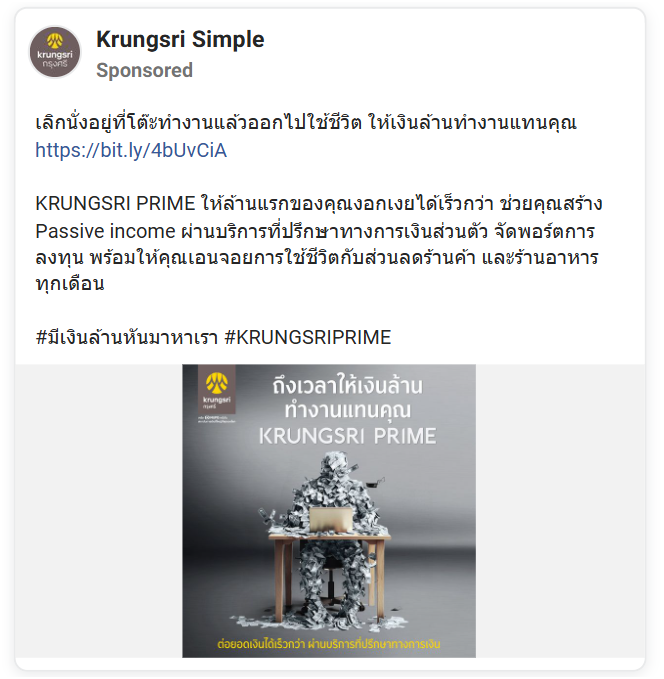 krungsri
กรุงศรี
Krungsri Simple
Sponsored
เลิกนั่งอยู่ที่โต๊ะทำงานแล้วออกไปใช้ชีวิต ให้เงินล้านทำงานแทนคุณ
https://bit.ly/4bUvCiA
KRUNGSRI PRIME ให้ล้านแรกของคุณงอกเงยได้เร็วกว่า ช่วยคุณสร้าง
Passive income ผ่านบริการที่ปรึกษาทางการเงินส่วนตัว จัดพอร์ตการ
ลงทุน พร้อมให้คุณเอนจอยการใช้ชีวิตกับส่วนลดร้านค้า และร้านอาหาร
ทุกเดือน
#มีเงินล้านหันมาหาเรา #KRUNGSRIPRIME
krungsri
กรุงศรี
ถึงเวลาให้เงินล้าน
ทำงานแทนคุณ
KRUNGSRI PRIME
ต่อยอดเงินได้เร็วกว่า ผ่านบริการที่ปรึกษาทางการเงิน